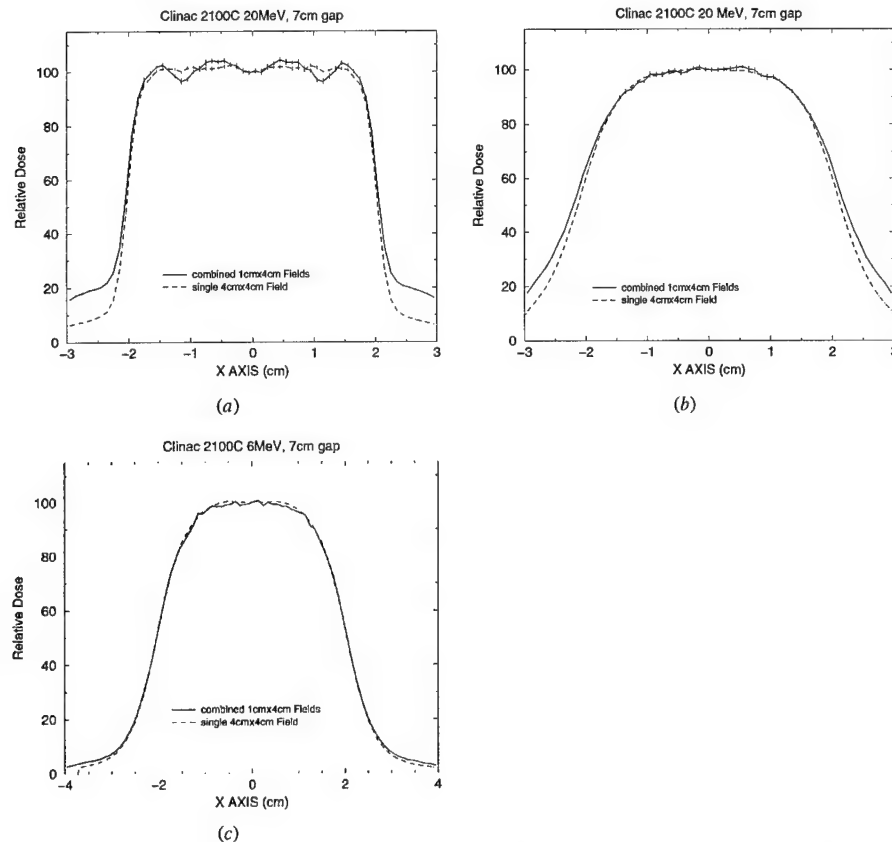 Clinac 2100C 20MeV, 7cm gap
100
80
60
40
20
0
Relative Dose
combined 1cmx4cm Fields
single 4cmx4cm Field
-3
-2
-1
0
1
2
3
X AXIS (cm)
(a)
Clinac 2100C 20 MeV, 7cm gap
100
80
60
40
20
0
Relative Dose
combined 1cmx4cm Fields
single 4cmx4cm Field
-3
-2
-1
0
1
2
3
X AXIS (cm)
(b)
Clinac 2100C 6MeV, 7cm gap
100
80
60
40
20
0
Relative Dose
combined 1cmx4cm Fields
single 4cmx4cm Field
-4
-2
0
2
4
X AXIS (cm)
(c)